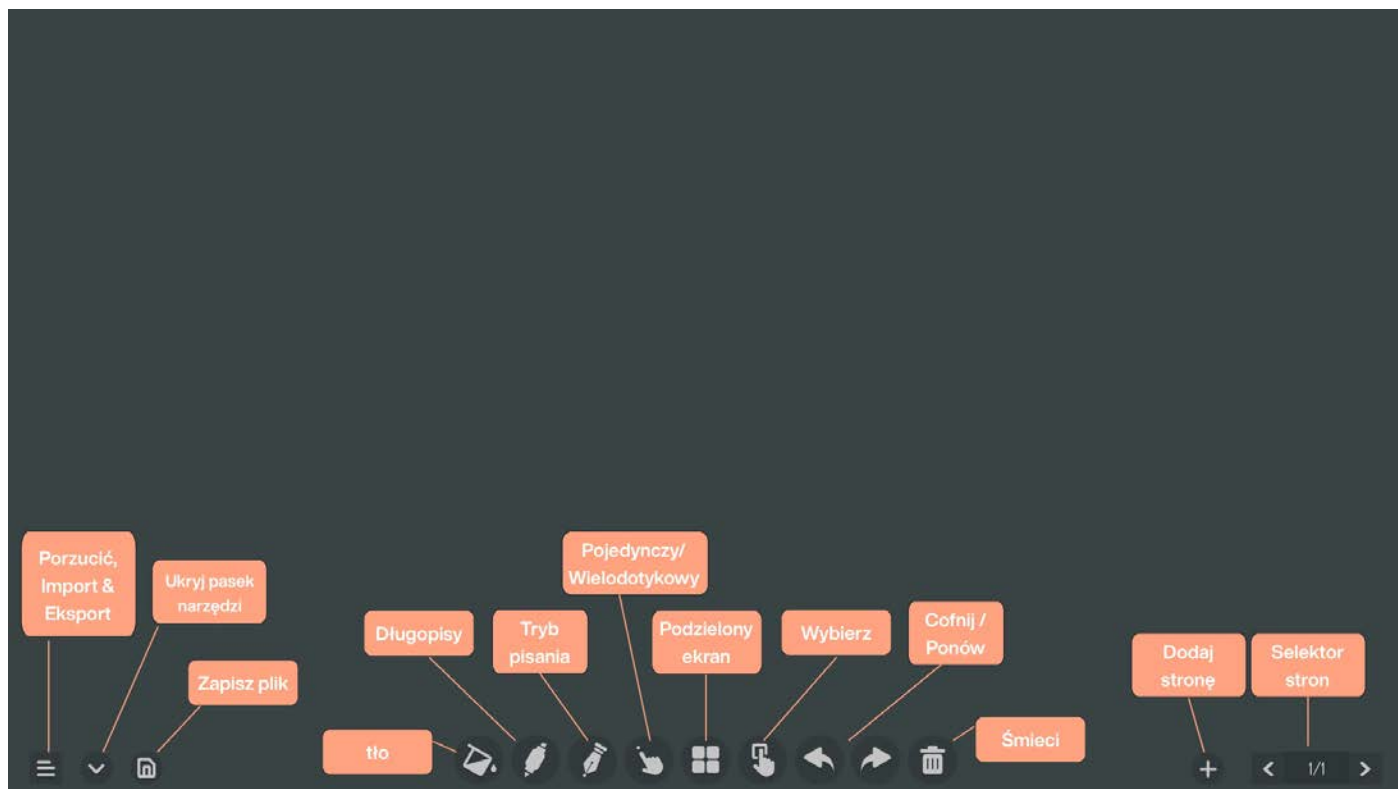 Porzucić,
Import &
Eksport
Ukryj pasek
narzędzi
Zapisz plik
tło
Długopisy
Tryb
pisania
Pojedynczy/
Wielodotykowy
Podzielony
ekran
Wybierz
Cofnij /
Ponów
Śmieci
Dodaj
stronę
Selektor
stron
1/1